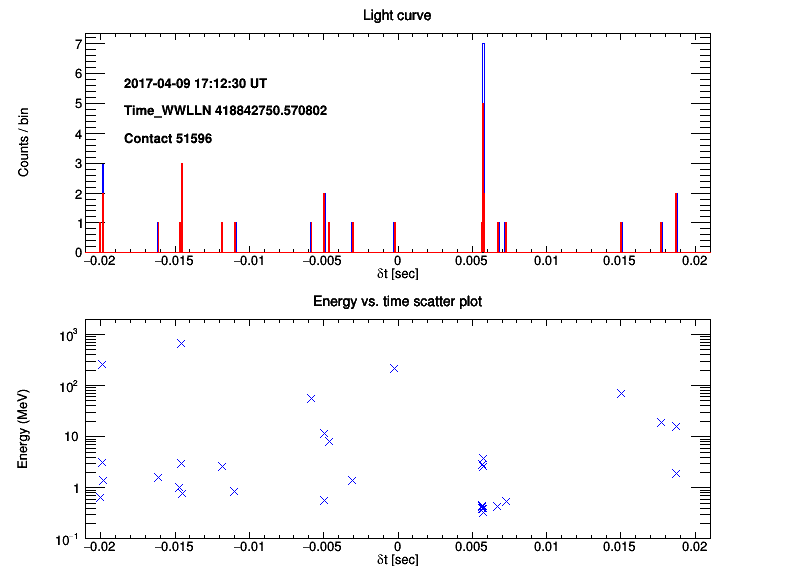 Light curve
Counts / bin
7
6
5
4
3
2
1
0
2017-04-09 17:12:30 UT
Time_WWLLN 418842750.570802
Contact 51596
−0.02 −0.015 −0.01 −0.005 0 0.005 0.01 0.015 0.02
δt [sec]
Energy vs. time scatter plot
Energy (MeV)
10³
10²
10
1
10⁻¹
−0.02 −0.015 −0.01 −0.005 0 0.005 0.01 0.015 0.02
δt [sec]